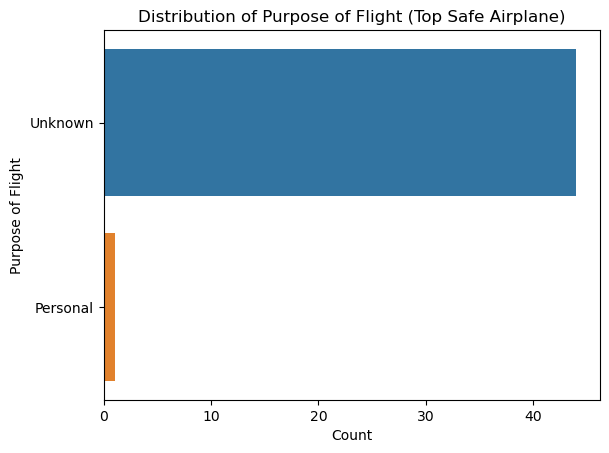 Distribution of Purpose of Flight (Top Safe Airplane)
Purpose of Flight
Unknown
Personal
0 10 20 30 40
Count